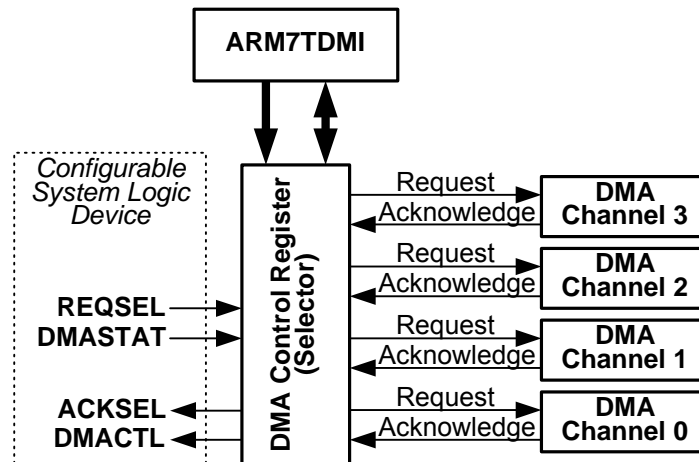 ARM7TDMI
Configurable
System Logic
Device
REQSEL
DMASTAT
ACKSEL
DMACTL
DMA Control Register
(Selector)
Request
Acknowledge
DMA
Channel 3
Request
Acknowledge
DMA
Channel 2
Request
Acknowledge
DMA
Channel 1
Request
Acknowledge
DMA
Channel 0